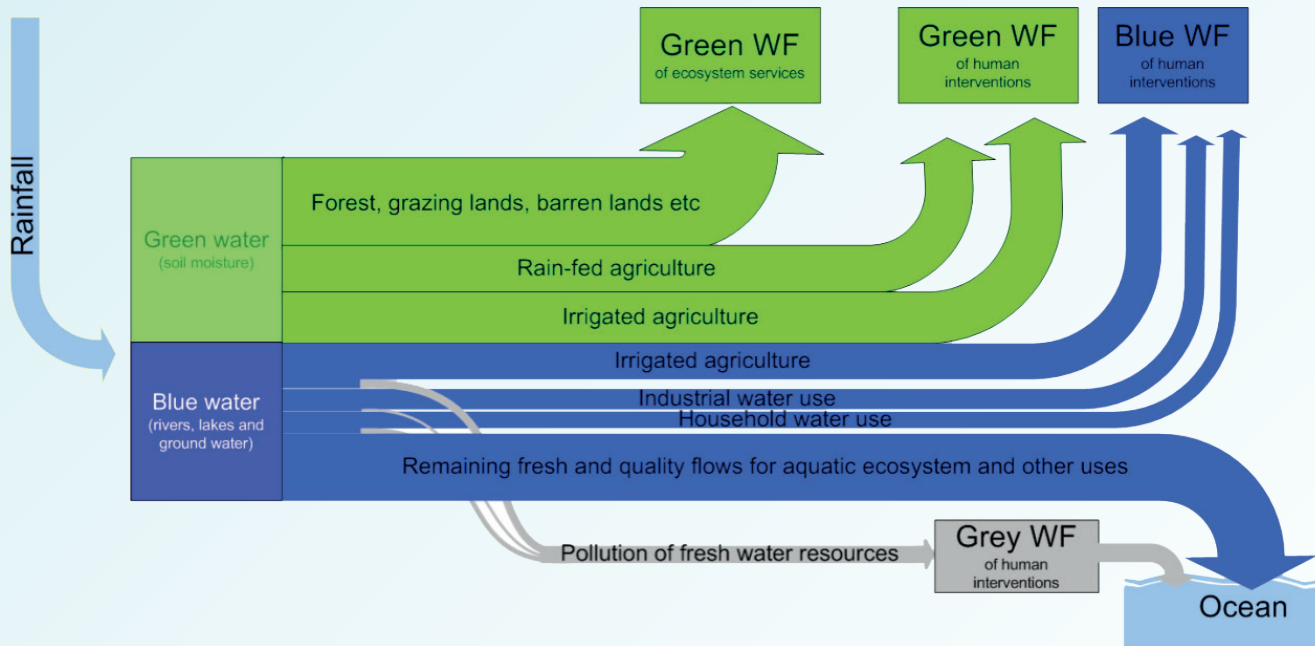 Rainfall
Green WF
of ecosystem services
Green WF
of human
interventions
Blue WF
of human
interventions
Green water
(soil moisture)
Forest, grazing lands, barren lands etc
Rain-fed agriculture
Irrigated agriculture
Blue water
(rivers, lakes and
ground water)
Irrigated agriculture
Industrial water use
Household water use
Remaining fresh and quality flows for aquatic ecosystem and other uses
Pollution of fresh water resources
Grey WF
of human
interventions
Ocean